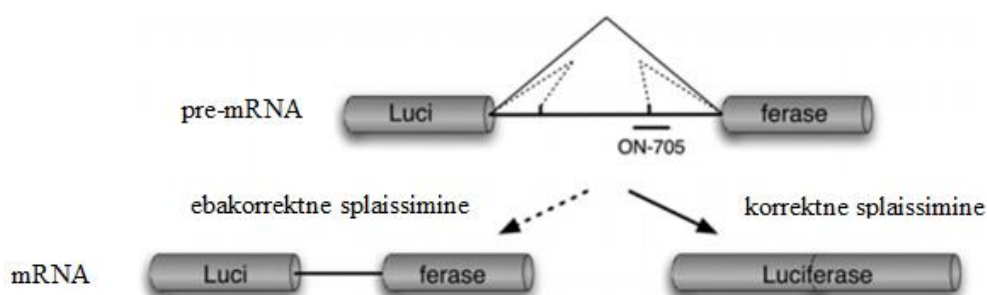 pre-mRNA
Luci
ferase
ON-705
ebakorrektne splaissimine
korrektne splaissimine
mRNA
Luci
ferase
Luciferase